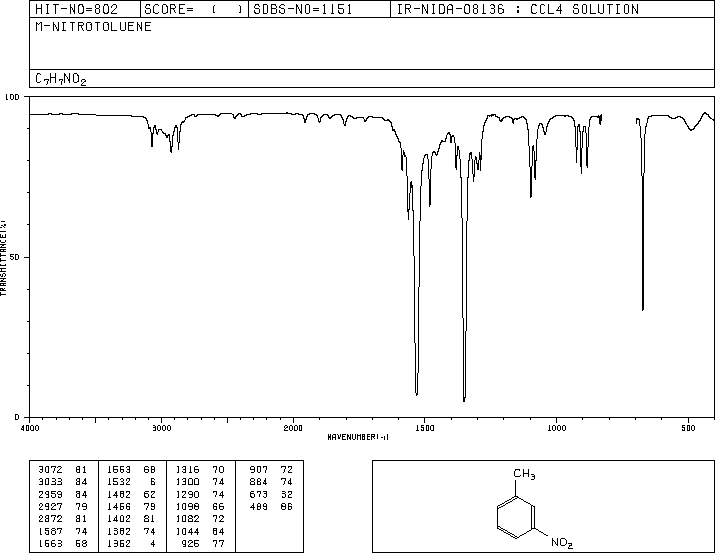 HIT-NO=802 SCORE= ( ) SDBS-NO=1151 IR-NIDA-08136 : CCL4 SOLUTION
M-NITROTOLUENE
C7H7NO2
100
50
0
TRANSMITTANCE(%)
4000 3000 2000 1500 1000 500
WAVENUMBER(-1)
3072 81 1553 68 1316 70 907 72
3033 84 1532 6 1300 74 884 74
2959 84 1482 62 1290 74 673 32
2927 79 1456 79 1098 66 489 86
2872 81 1402 81 1082 72
1587 74 1382 74 1044 84
1352 4 925 77
CH3
NO2